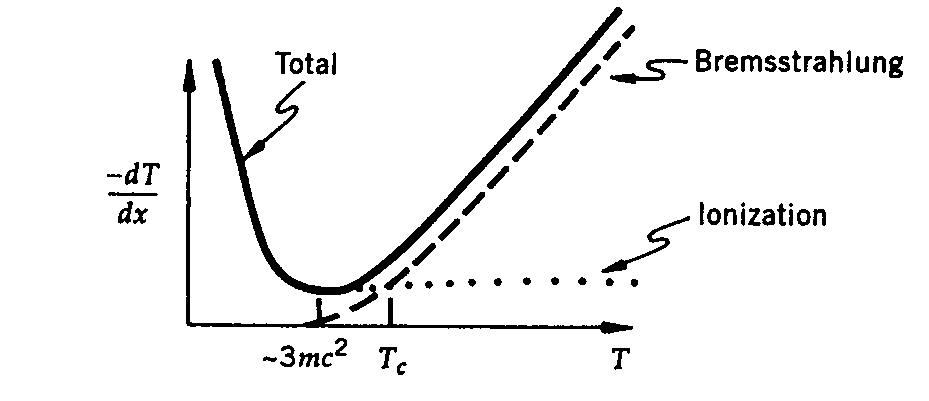 Total
Bremsstrahlung
-dT
dx
Ionization
~3mc²
T_c
T